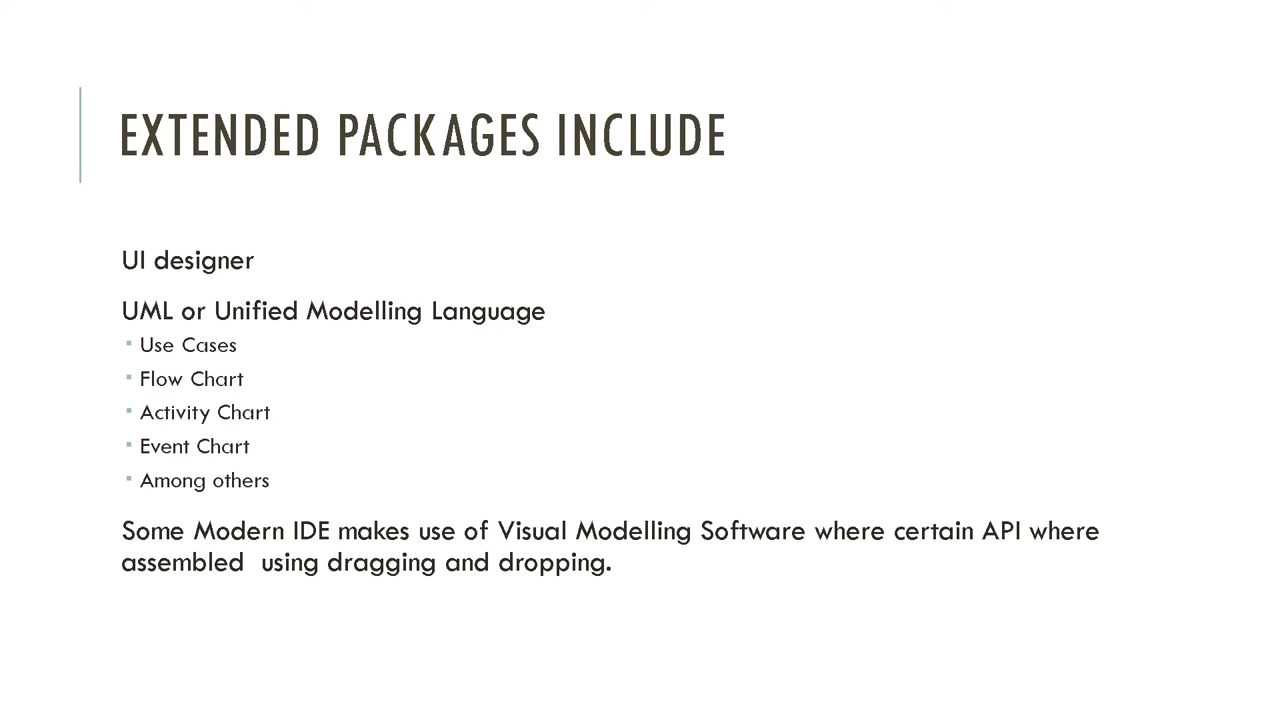 EXTENDED PACKAGES INCLUDE
UI designer
UML or Unified Modelling Language
▪ Use Cases
▪ Flow Chart
▪ Activity Chart
▪ Event Chart
▪ Among others
Some Modern IDE makes use of Visual Modelling Software where certain API where
assembled  using dragging and dropping.